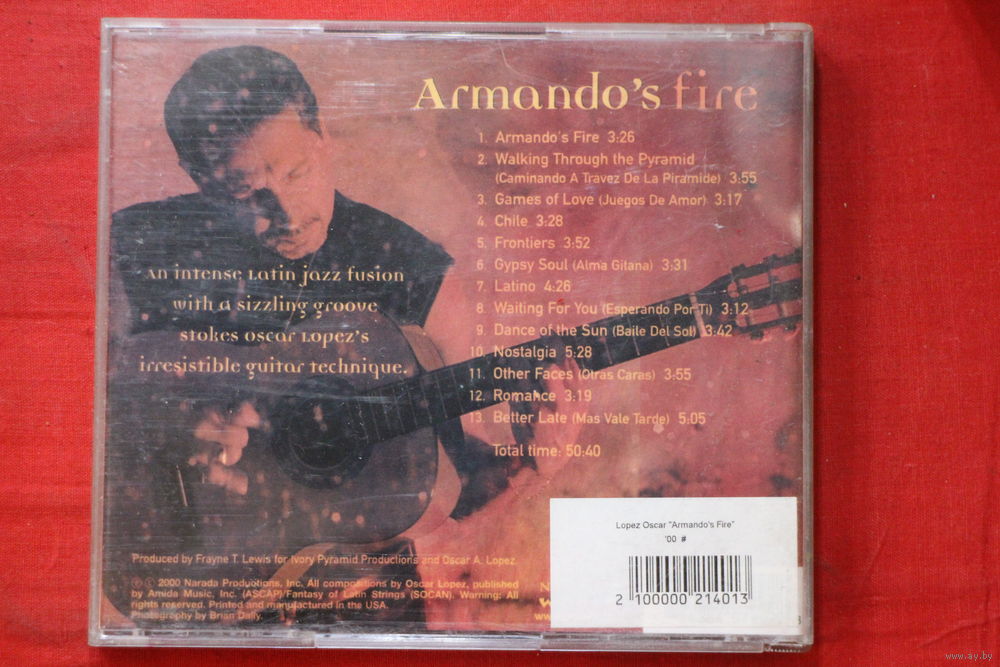 Armando's fire
1. Armando's Fire 3:26
2. Walking Through the Pyramid
(Caminando A Travez De La Piramide) 3:55
3. Games of Love (Juegos De Amor) 3:17
4. Chile 3:28
5. Frontiers 3:52
6. Gypsy Soul (Alma Gitana) 3:31
7. Latino 4:26
8. Waiting For You (Esperando Por Ti) 3:12
9. Dance of the Sun (Baile Del Sol) 3:42
10. Nostalgia 5:28
11. Other Faces (Otras Caras) 3:55
12. Romance 3:19
13. Better Late (Mas Vale Tarde) 5:05
Total time: 50:40
An intense Latin jazz fusion
with a sizzling groove
stokes Oscar Lopez's
irresistible guitar technique.
Produced by Frayne T. Lewis for Ivory Pyramid Productions and Oscar A. Lopez.
℗ © 2000 Narada Productions, Inc. All compositions by Oscar Lopez, published
by Amida Music, Inc. (ASCAP)/Fantasy of Latin Strings (SOCAN). Warning: All
rights reserved. Printed and manufactured in the USA.
Photography by Brian Dally.
Lopez Oscar "Armando's Fire"
'00 #
2 100000 214013
www.ay.by